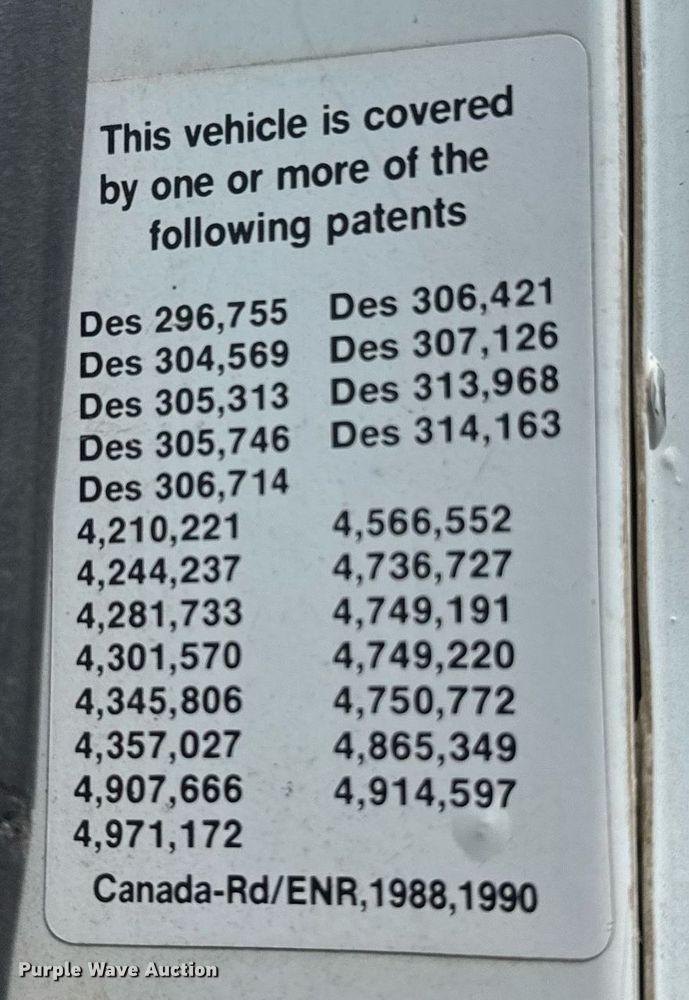 This vehicle is covered
by one or more of the
following patents
Des 296,755 Des 306,421
Des 304,569 Des 307,126
Des 305,313 Des 313,968
Des 305,746 Des 314,163
Des 306,714
4,210,221 4,566,552
4,244,237 4,736,727
4,281,733 4,749,191
4,301,570 4,749,220
4,345,806 4,750,772
4,357,027 4,865,349
4,907,666 4,914,597
4,971,172
Canada-Rd/ENR,1988,1990
Purple Wave Auction